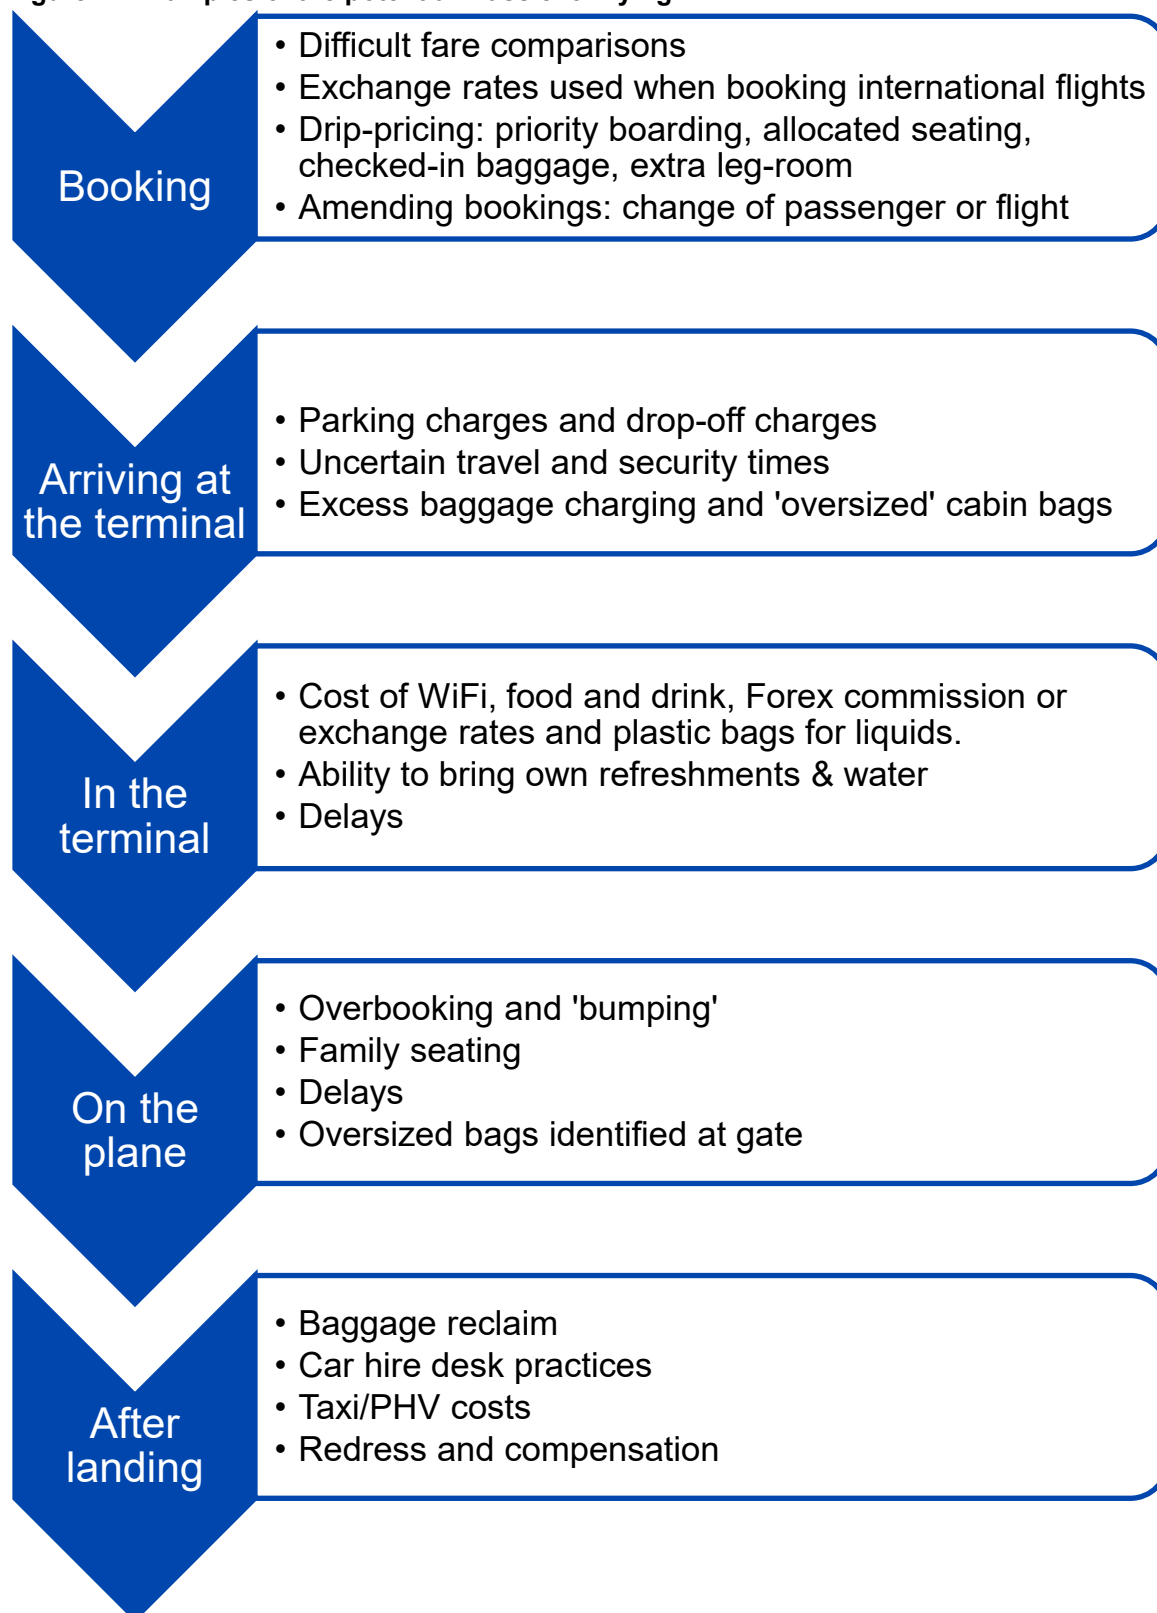 Booking
• Difficult fare comparisons
• Exchange rates used when booking international flights
• Drip-pricing: priority boarding, allocated seating,
checked-in baggage, extra leg-room
• Amending bookings: change of passenger or flight
Arriving at
the terminal
• Parking charges and drop-off charges
• Uncertain travel and security times
• Excess baggage charging and 'oversized' cabin bags
In the
terminal
• Cost of WiFi, food and drink, Forex commission or
exchange rates and plastic bags for liquids.
• Ability to bring own refreshments & water
• Delays
On the
plane
• Overbooking and 'bumping'
• Family seating
• Delays
• Oversized bags identified at gate
After
landing
• Baggage reclaim
• Car hire desk practices
• Taxi/PHV costs
• Redress and compensation